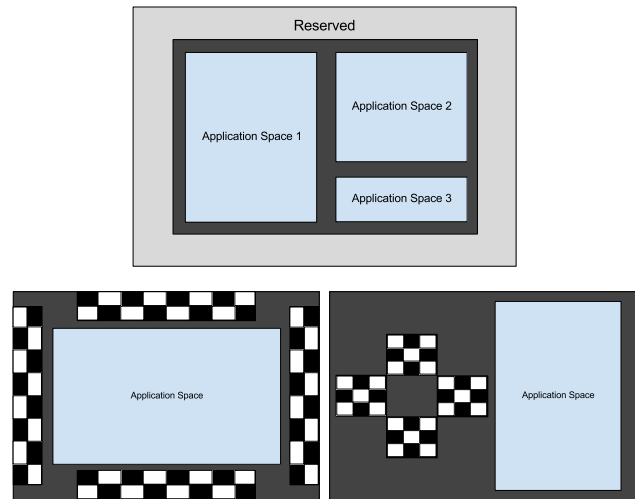 Reserved
Application Space 1
Application Space 2
Application Space 3
Application Space
Application Space